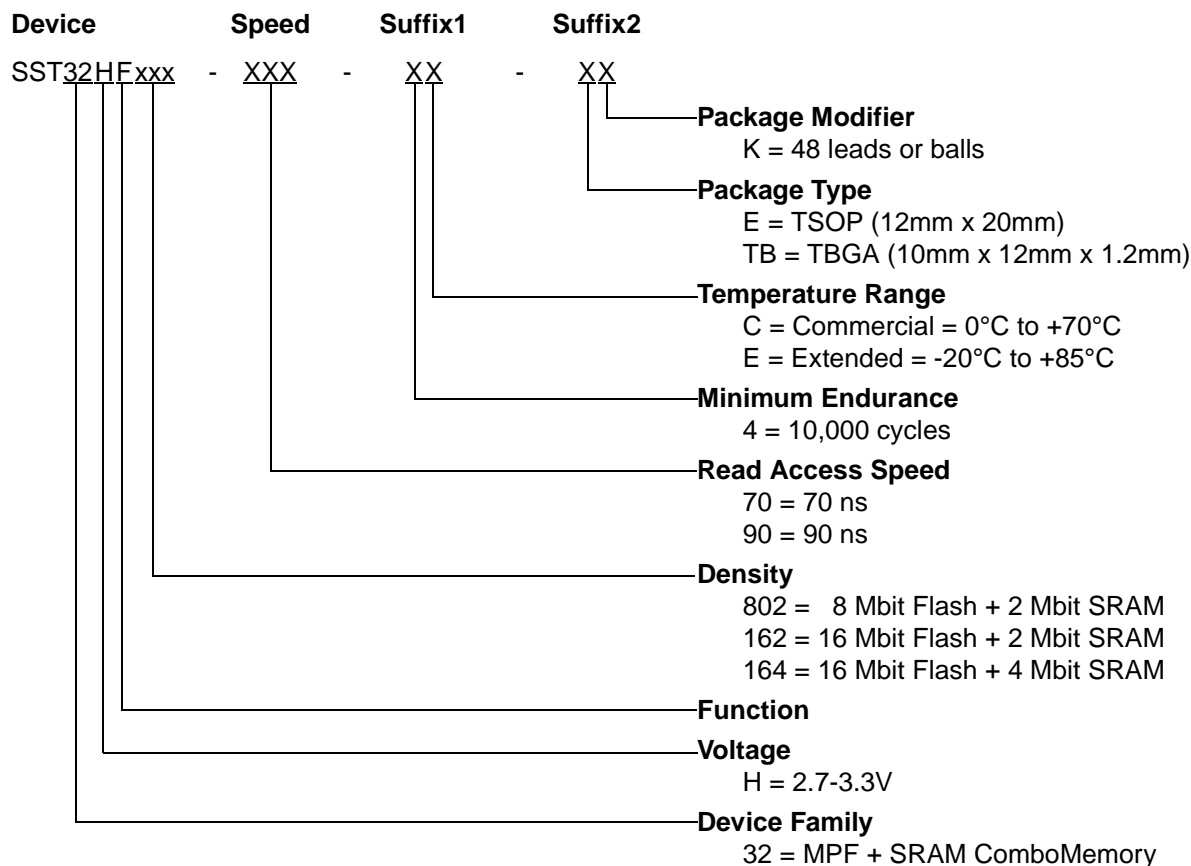 Device Speed Suffix1 Suffix2
SST32HFxxx - XXX - XX - XX
Package Modifier
K = 48 leads or balls
Package Type
E = TSOP (12mm x 20mm)
TB = TBGA (10mm x 12mm x 1.2mm)
Temperature Range
C = Commercial = 0°C to +70°C
E = Extended = -20°C to +85°C
Minimum Endurance
4 = 10,000 cycles
Read Access Speed
70 = 70 ns
90 = 90 ns
Density
802 = 8 Mbit Flash + 2 Mbit SRAM
162 = 16 Mbit Flash + 2 Mbit SRAM
164 = 16 Mbit Flash + 4 Mbit SRAM
Function
Voltage
H = 2.7-3.3V
Device Family
32 = MPF + SRAM ComboMemory